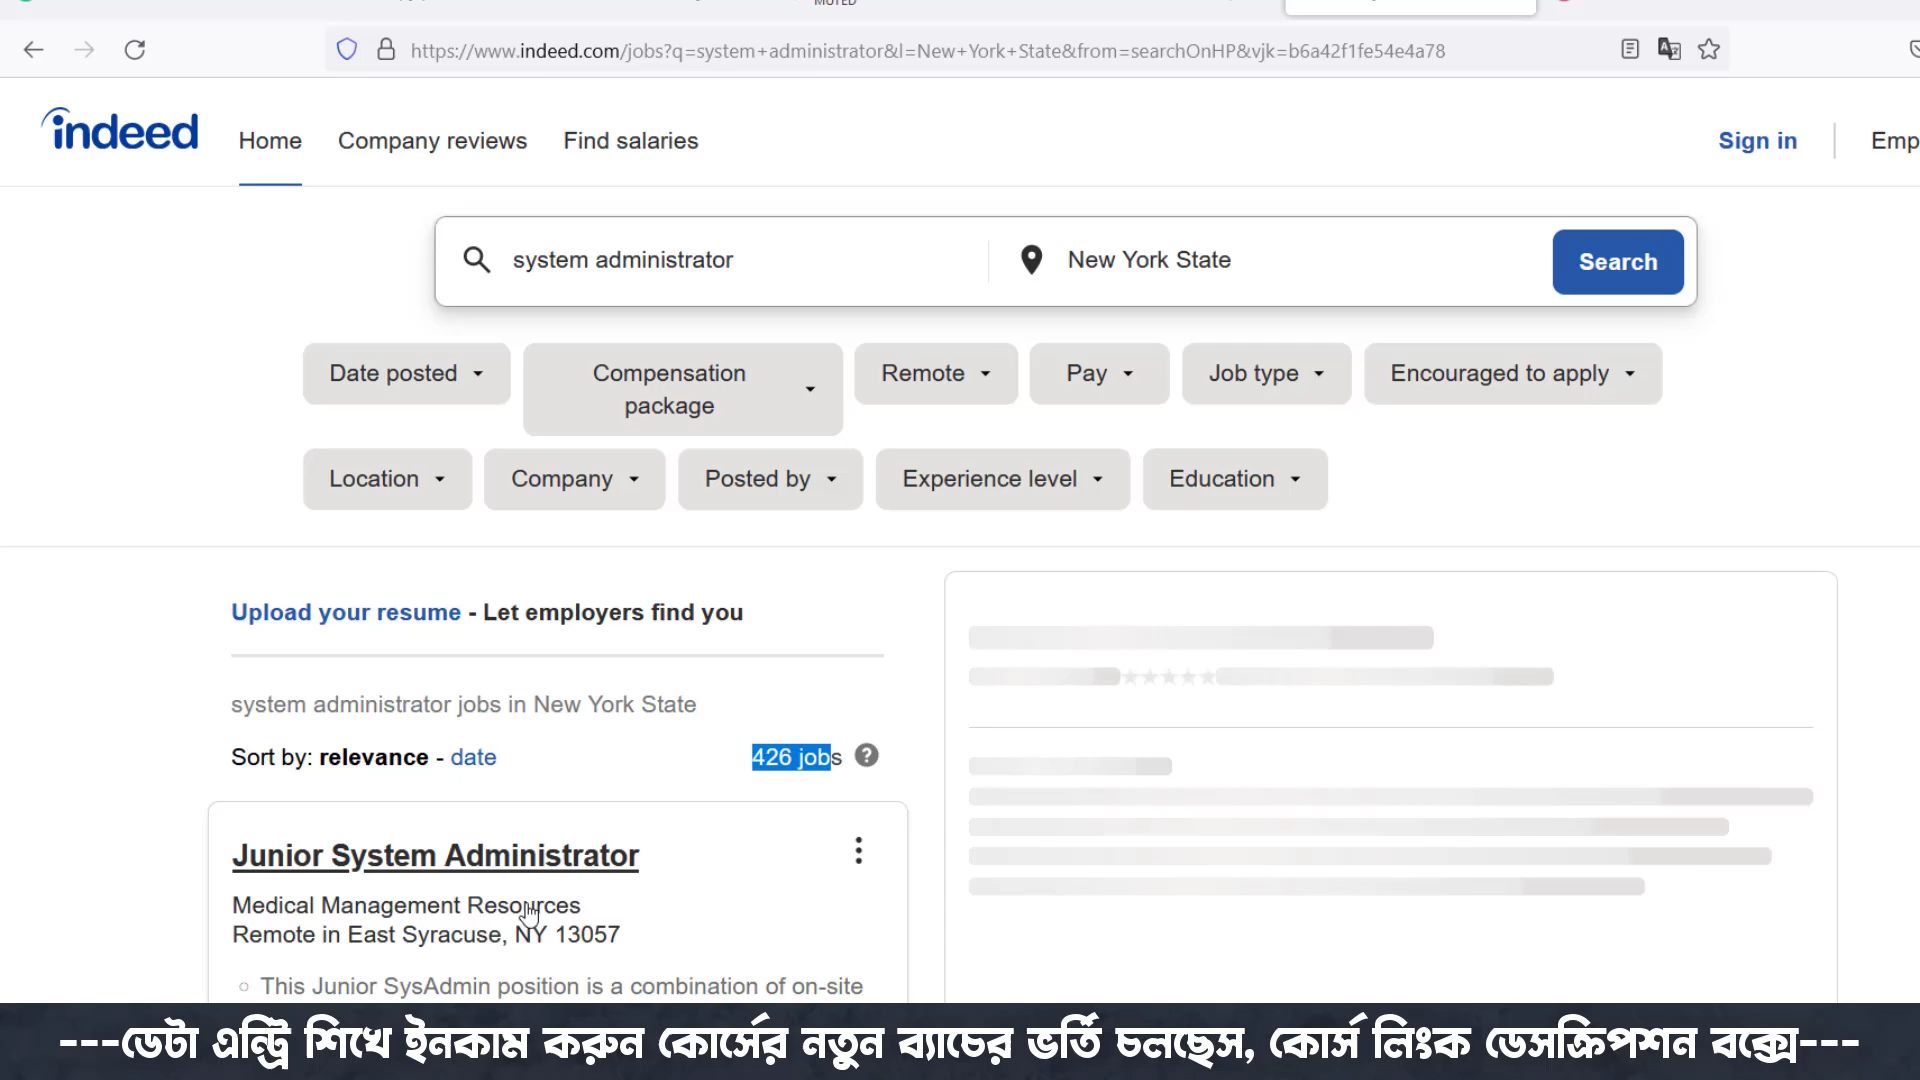 MUTED
https://www.indeed.com/jobs?q=system+administrator&l=New+York+State&from=searchOnHP&vjk=b6a42f1fe54e4a78
indeed Home Company reviews Find salaries Sign in Emp
system administrator New York State Search
Date posted Compensation package Remote Pay Job type Encouraged to apply
Location Company Posted by Experience level Education
Upload your resume - Let employers find you
system administrator jobs in New York State
Sort by: relevance - date 426 jobs ?
Junior System Administrator
Medical Management Resources
Remote in East Syracuse, NY 13057
This Junior SysAdmin position is a combination of on-site
---ডেটা এন্ট্রি শিখে ইনকাম করুন কোর্সের নতুন ব্যাচের ভর্তি চলছেস, কোর্স লিংক ডেসক্রিপশন বক্সে---